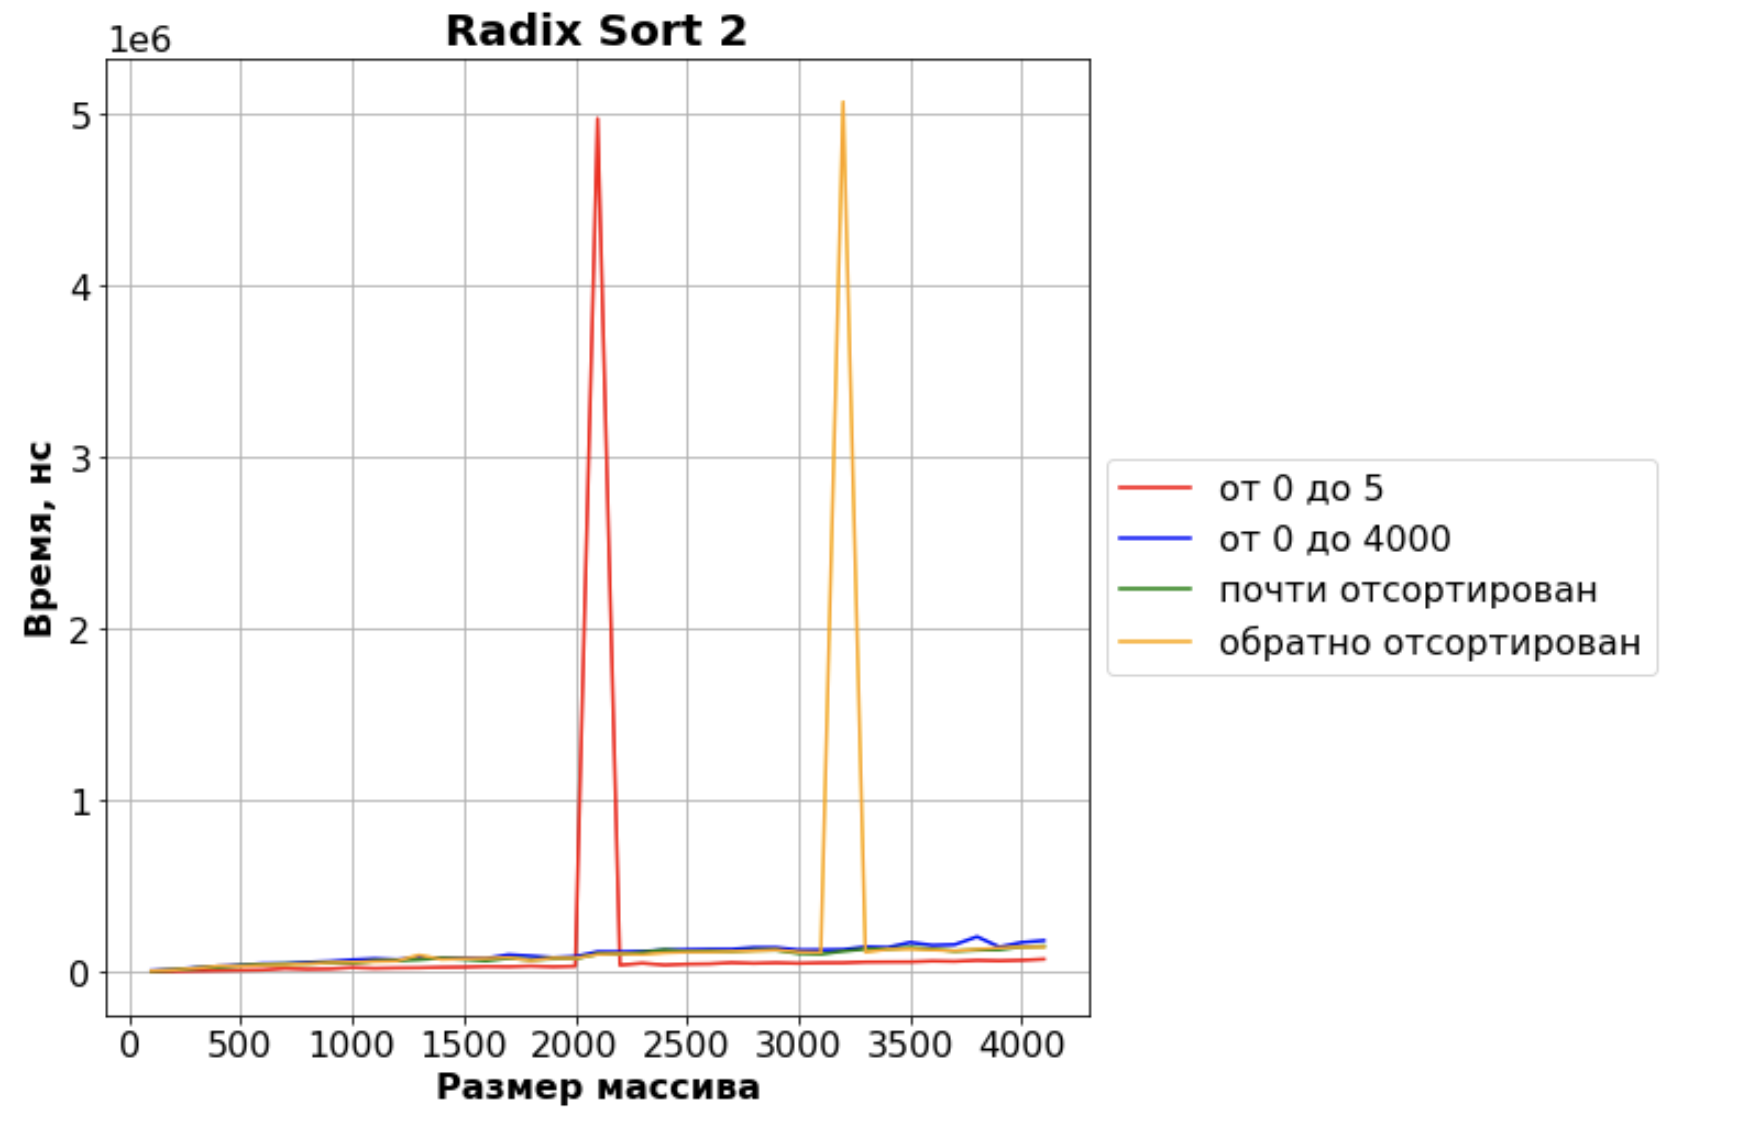 Radix Sort 2
1e6
5
4
3
2
1
0
Время, нс
0 500 1000 1500 2000 2500 3000 3500 4000
Размер массива
от 0 до 5
от 0 до 4000
почти отсортирован
обратно отсортирован